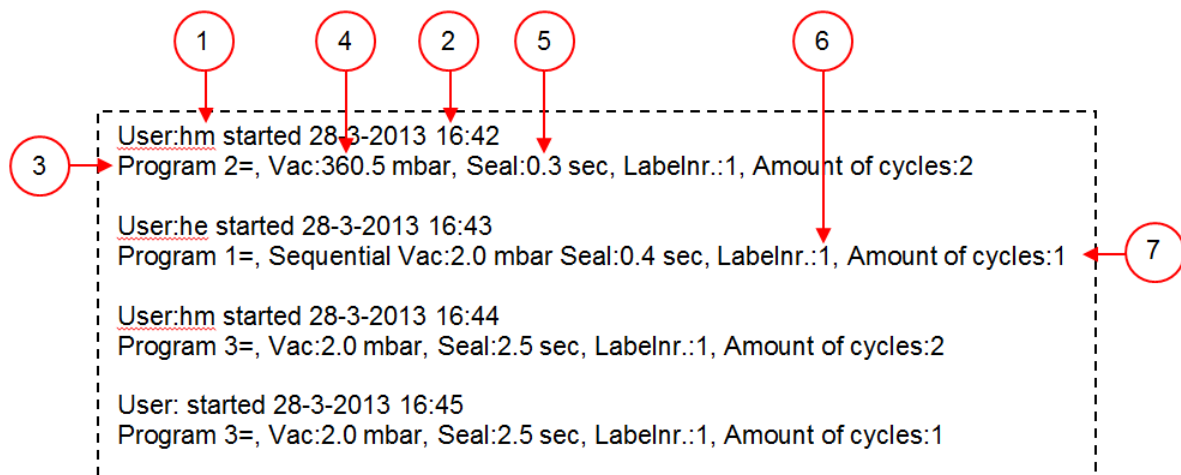 1 4 2 5 6
User:hm started 28-3-2013 16:42
3 Program 2=, Vac:360.5 mbar, Seal:0.3 sec, Labelnr.:1, Amount of cycles:2
User:he started 28-3-2013 16:43
Program 1=, Sequential Vac:2.0 mbar Seal:0.4 sec, Labelnr.:1, Amount of cycles:1 7
User:hm started 28-3-2013 16:44
Program 3=, Vac:2.0 mbar, Seal:2.5 sec, Labelnr.:1, Amount of cycles:2
User: started 28-3-2013 16:45
Program 3=, Vac:2.0 mbar, Seal:2.5 sec, Labelnr.:1, Amount of cycles:1